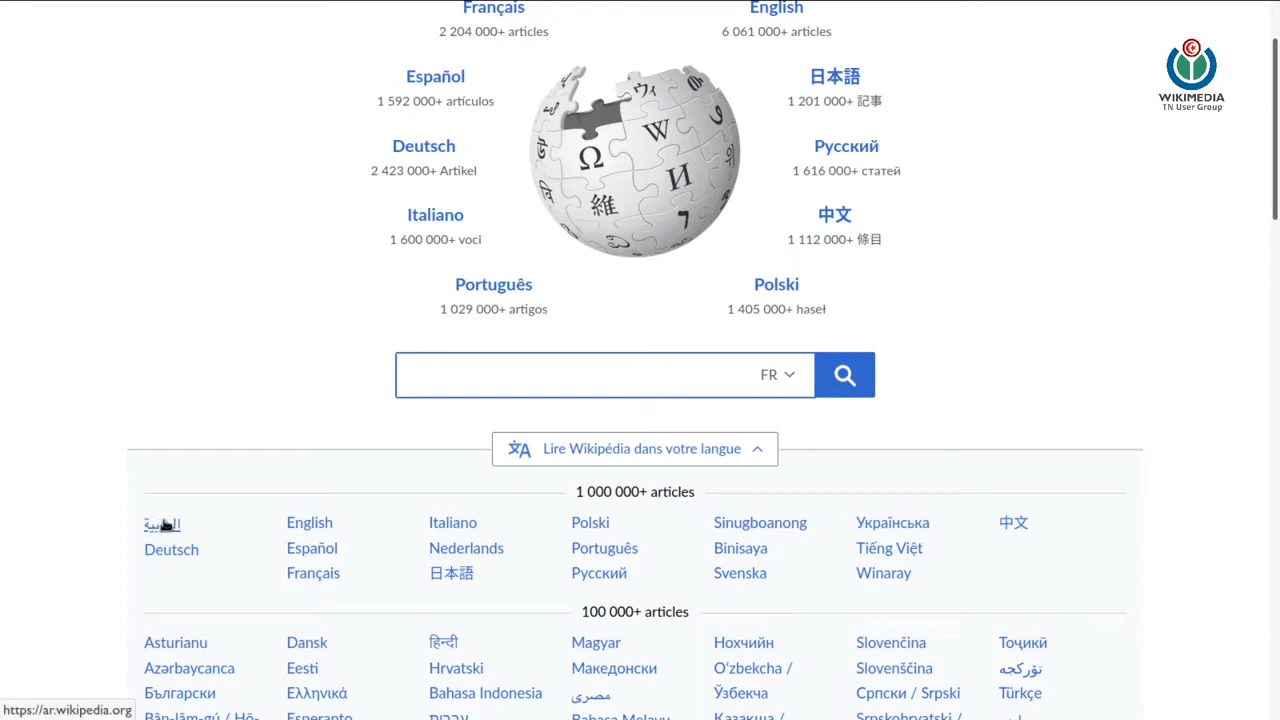 Français English
2 204 000+ articles 6 061 000+ articles
Español 日本語
1 592 000+ artículos 1 201 000+ 記事
Deutsch Русский
2 423 000+ Artikel 1 616 000+ статей
Italiano 中文
1 600 000+ voci 1 112 000+ 條目
Português Polski
1 029 000+ artigos 1 405 000+ haseł
WIKIMEDIA
TN User Group
Ω W И 維 ウィ
FR
Lire Wikipédia dans votre langue
1 000 000+ articles
English Italiano Polski Sinugboanong Українська 中文
Deutsch Español Nederlands Português Binisaya Tiếng Việt
Français 日本語 Русский Svenska Winaray
100 000+ articles
Asturianu Dansk हिन्दी Magyar Нохчийн Slovenčina Тоҷикӣ
Azərbaycanca Eesti Hrvatski Македонски Oʻzbekcha / Slovenščina تۆرکجه
Български Ελληνικά Bahasa Indonesia مصرى Ўзбекча Српски / Srpski Türkçe
Bân-lâm-gú / Hō- Esperanto עברית Bahasa Melayu Қазақша / Srpskohrvatski /
https://ar.wikipedia.org